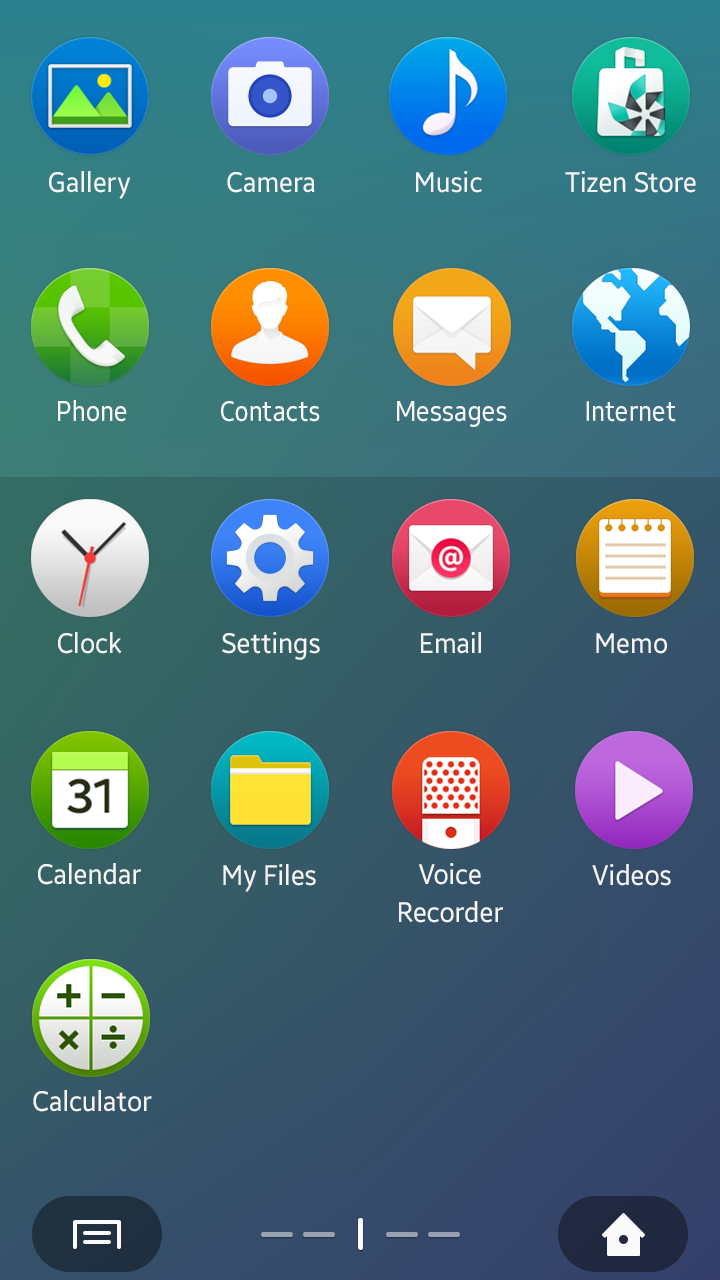 Gallery
Camera
Music
Tizen Store
Phone
Contacts
Messages
Internet
Clock
Settings
@
Email
Memo
31
Calendar
My Files
Voice
Recorder
Videos
+ −
× ÷
Calculator